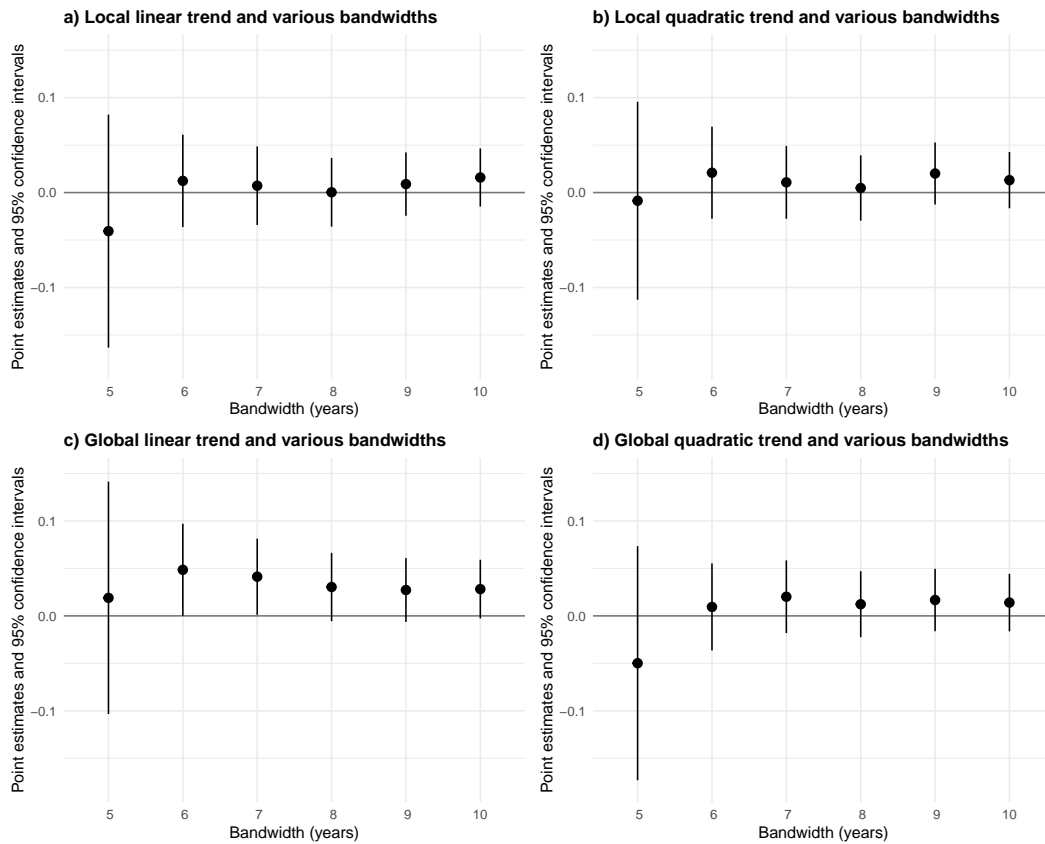 a) Local linear trend and various bandwidths
Point estimates and 95% confidence intervals
0.1
0.0
−0.1
5 6 7 8 9 10
Bandwidth (years)
b) Local quadratic trend and various bandwidths
Point estimates and 95% confidence intervals
0.1
0.0
−0.1
5 6 7 8 9 10
Bandwidth (years)
c) Global linear trend and various bandwidths
Point estimates and 95% confidence intervals
0.1
0.0
−0.1
5 6 7 8 9 10
Bandwidth (years)
d) Global quadratic trend and various bandwidths
Point estimates and 95% confidence intervals
0.1
0.0
−0.1
5 6 7 8 9 10
Bandwidth (years)